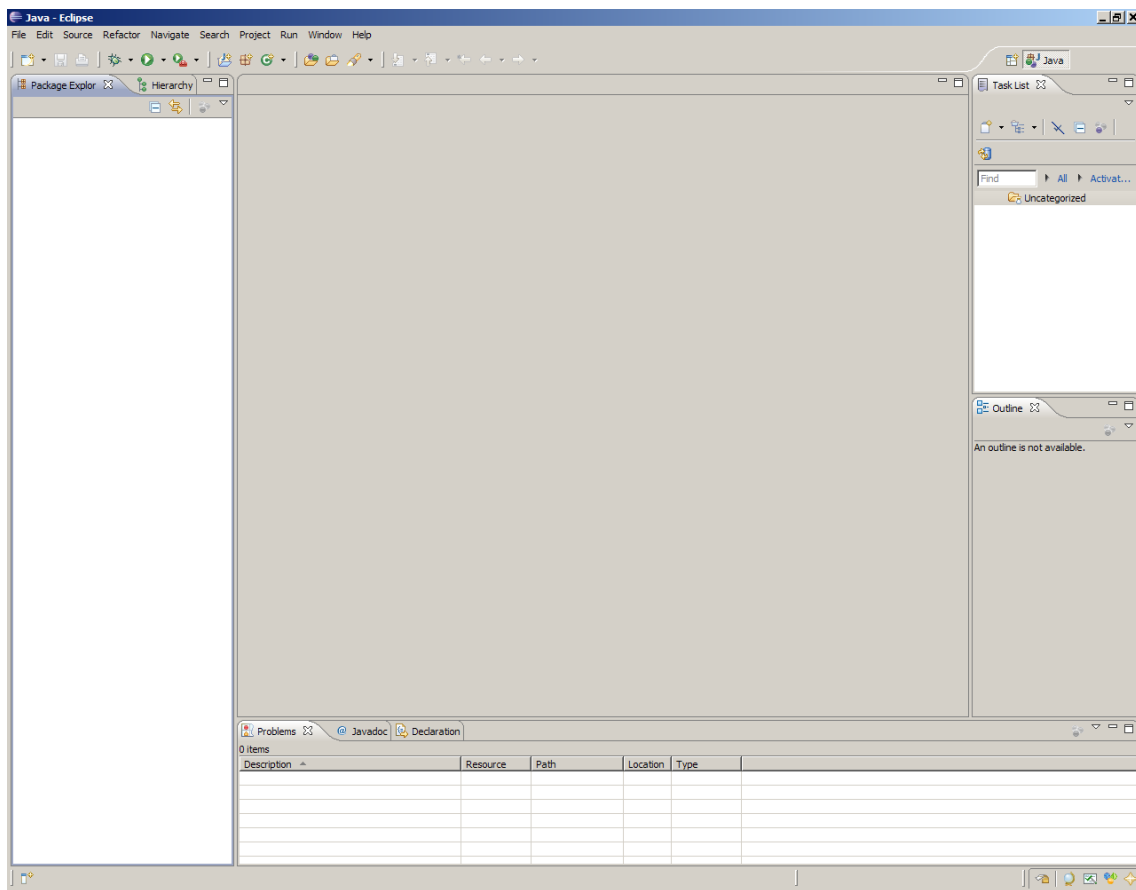 Java - Eclipse
File Edit Source Refactor Navigate Search Project Run Window Help
Java
Package Explor Hierarchy
Task List
Find All Activat...
Uncategorized
Outline
An outline is not available.
Problems @ Javadoc Declaration
0 items
Description Resource Path Location Type